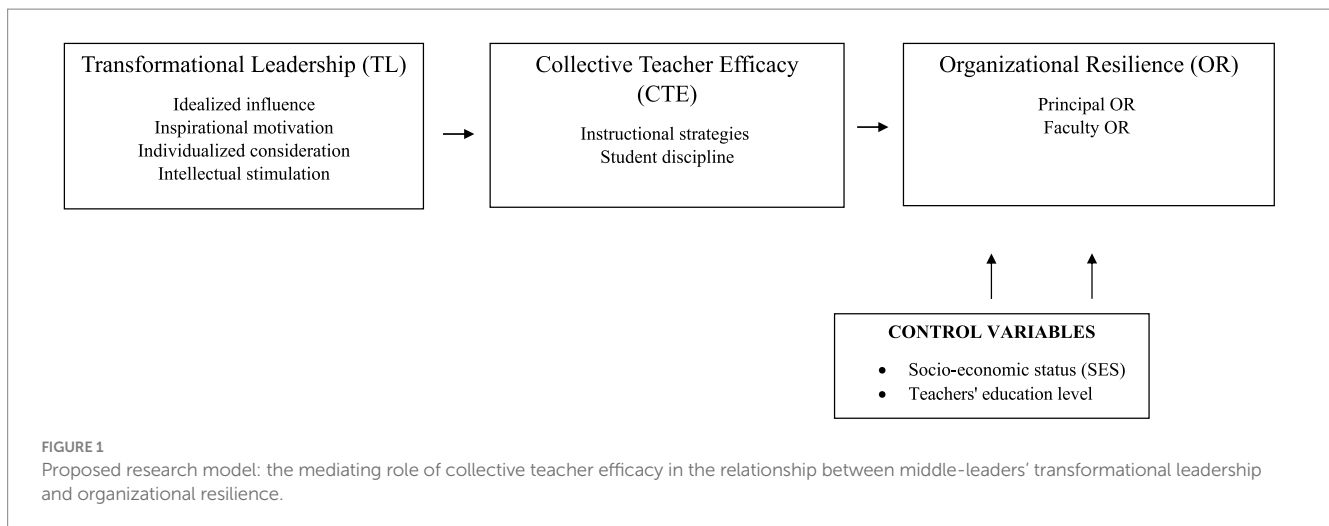 Transformational Leadership (TL)
Idealized influence
Inspirational motivation
Individualized consideration
Intellectual stimulation
Collective Teacher Efficacy
(CTE)
Instructional strategies
Student discipline
Organizational Resilience (OR)
Principal OR
Faculty OR
CONTROL VARIABLES
• Socio-economic status (SES)
• Teachers' education level
FIGURE 1
Proposed research model: the mediating role of collective teacher efficacy in the relationship between middle-leaders’ transformational leadership
and organizational resilience.